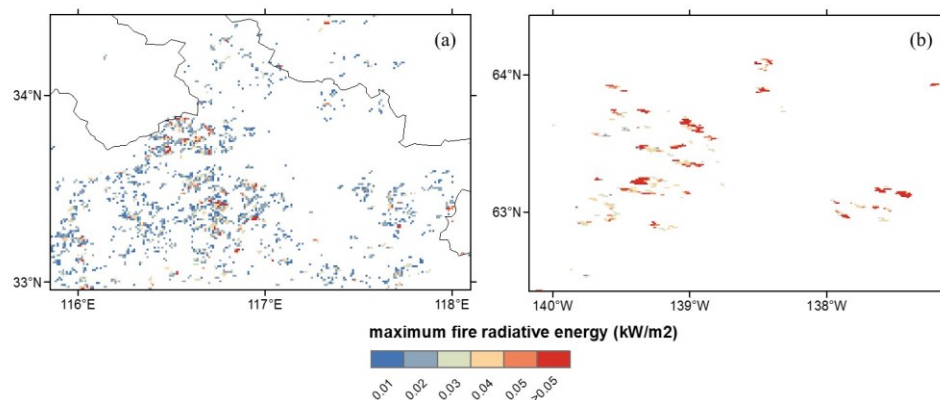 (a)
34°N
33°N
116°E
117°E
118°E
(b)
64°N
63°N
140°W
139°W
138°W
maximum fire radiative energy (kW/m2)
0.01
0.02
0.03
0.04
0.05
>0.05